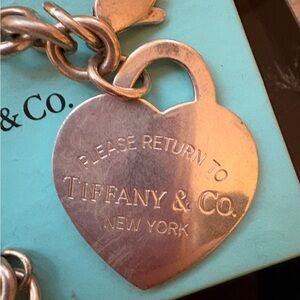 & Co.
PLEASE RETURN TO
TIFFANY & CO.
NEW YORK